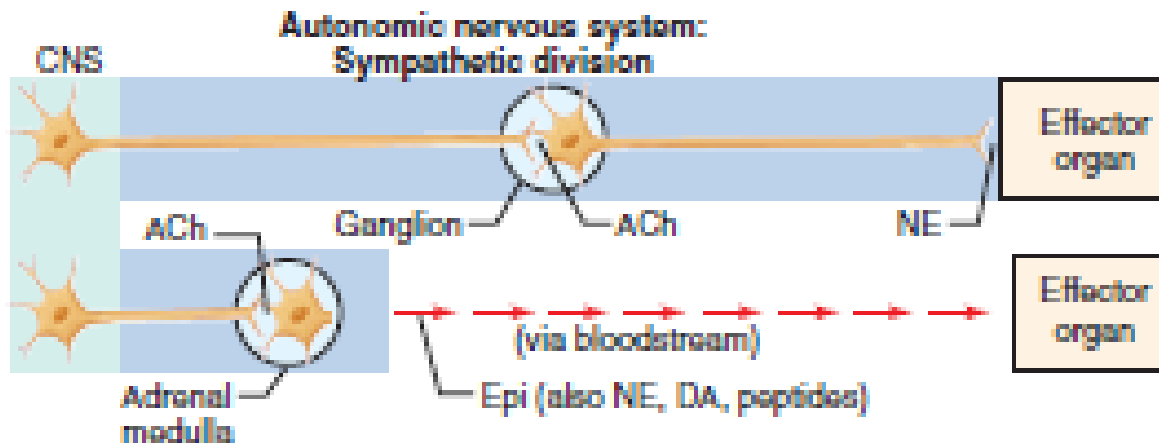 Autonomic nervous system:
Sympathetic division
CNS
Effector
organ
Ganglion
ACh
NE
ACh
Effector
organ
(via bloodstream)
Adrenal
medulla
Epi (also NE, DA, peptides)